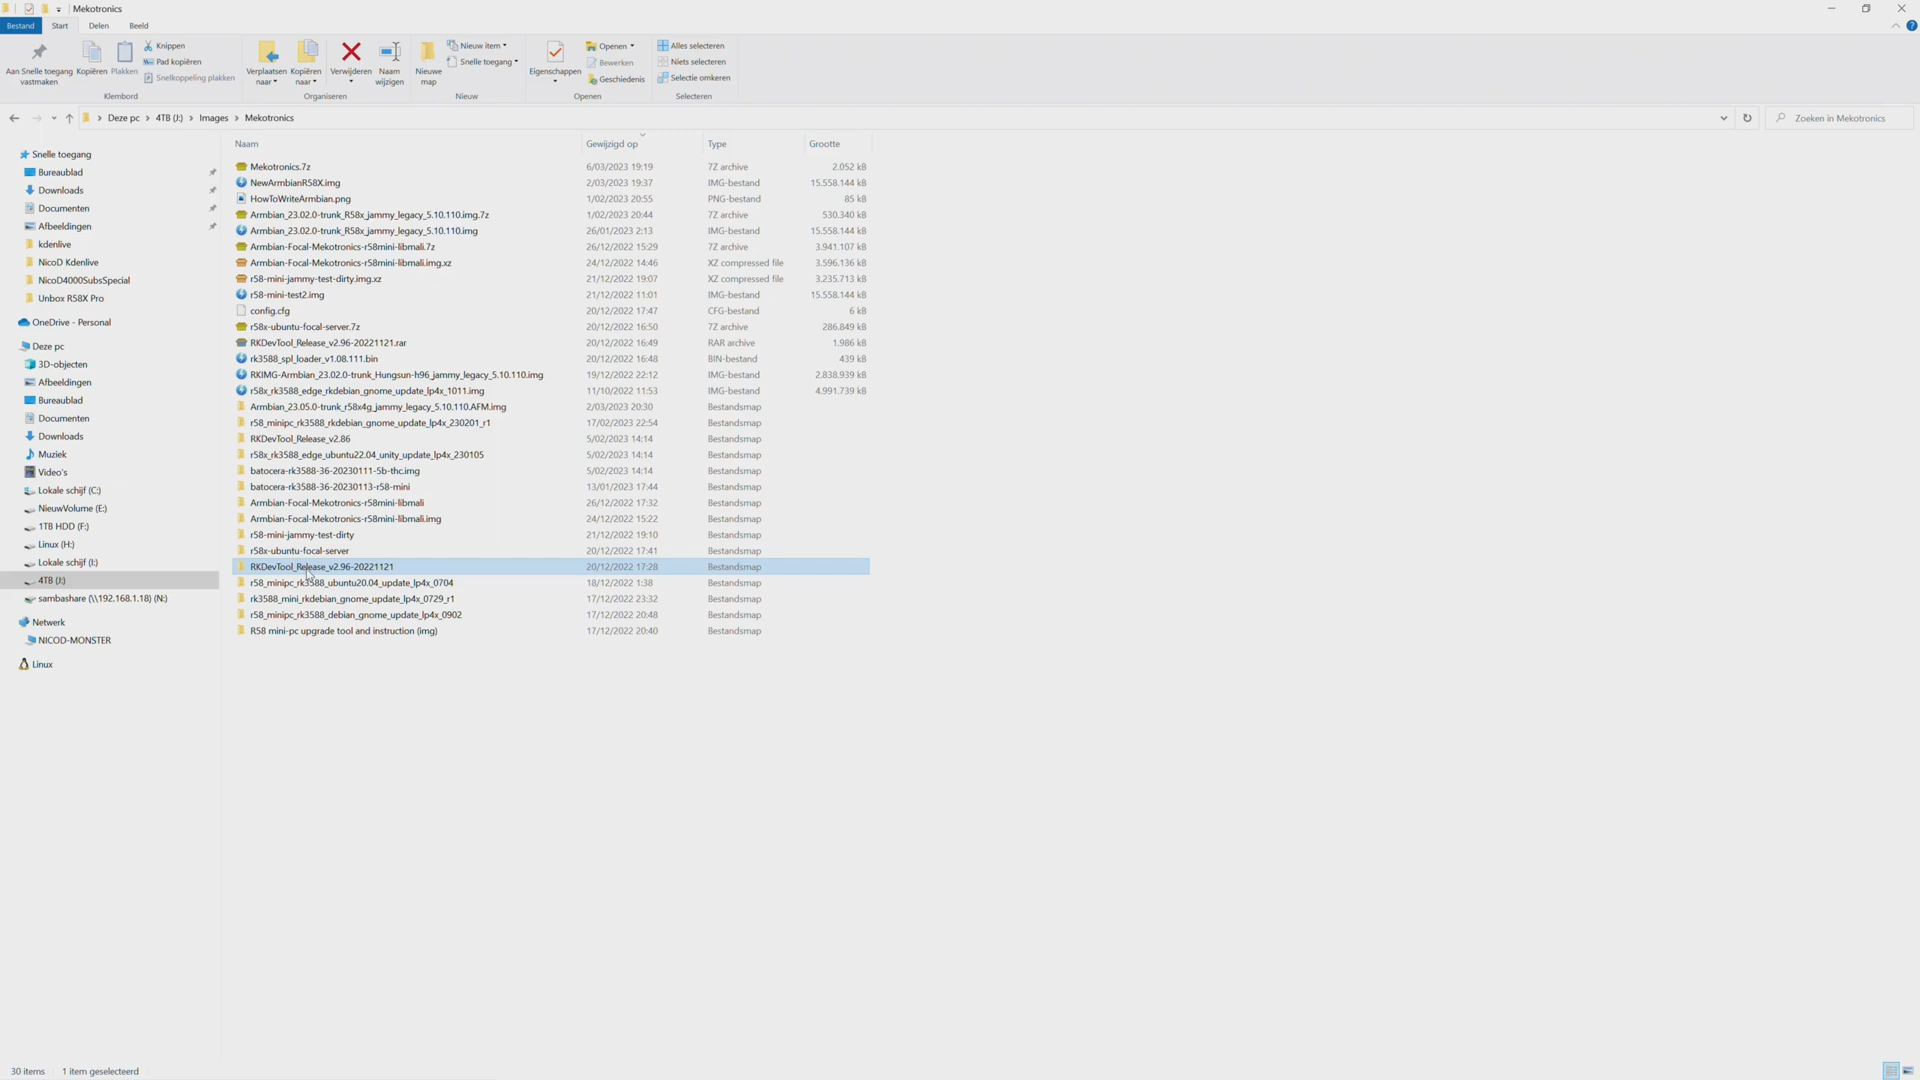 Mekotronics
Bestand Start Delen Beeld
Aan Snelle toegang vastmaken
Kopiëren
Plakken
Knippen
Pad kopiëren
Snelkoppeling plakken
Klembord
Verplaatsen naar
Kopiëren naar
Verwijderen
Naam wijzigen
Organiseren
Nieuwe map
Nieuw item
Snelle toegang
Nieuw
Eigenschappen
Openen
Bewerken
Geschiedenis
Openen
Alles selecteren
Niets selecteren
Selectie omkeren
Selecteren
Deze pc > 4TB (J:) > Images > Mekotronics
Zoeken in Mekotronics
Snelle toegang
Bureaublad
Downloads
Documenten
Afbeeldingen
kdenlive
NicoD Kdenlive
NicoD4000SubsSpecial
Unbox R58X Pro
OneDrive - Personal
Deze pc
3D-objecten
Afbeeldingen
Bureaublad
Documenten
Downloads
Muziek
Video's
Lokale schijf (C:)
NieuwVolume (E:)
1TB HDD (F:)
Linux (H:)
Lokale schijf (I:)
4TB (J:)
sambashare (\\192.168.1.18) (N:)
Netwerk
NICOD-MONSTER
Linux
Naam Gewijzigd op Type Grootte
Mekotronics.7z 6/03/2023 19:19 7Z archive 2.052 kB
NewArmbianR58X.img 2/03/2023 19:37 IMG-bestand 15.558.144 kB
HowToWriteArmbian.png 1/02/2023 20:55 PNG-bestand 85 kB
Armbian_23.02.0-trunk_R58x_jammy_legacy_5.10.110.img.7z 1/02/2023 20:44 7Z archive 530.340 kB
Armbian_23.02.0-trunk_R58x_jammy_legacy_5.10.110.img 26/01/2023 2:13 IMG-bestand 15.558.144 kB
Armbian-Focal-Mekotronics-r58mini-libmali.7z 26/12/2022 15:29 7Z archive 3.941.107 kB
Armbian-Focal-Mekotronics-r58mini-libmali.img.xz 24/12/2022 14:46 XZ compressed file 3.596.136 kB
r58-mini-jammy-test-dirty.img.xz 21/12/2022 19:07 XZ compressed file 3.235.713 kB
r58-mini-test2.img 21/12/2022 11:01 IMG-bestand 15.558.144 kB
config.cfg 20/12/2022 17:47 CFG-bestand 6 kB
r58x-ubuntu-focal-server.7z 20/12/2022 16:50 7Z archive 286.849 kB
RKDevTool_Release_v2.96-20221121.rar 20/12/2022 16:49 RAR archive 1.986 kB
rk3588_spl_loader_v1.08.111.bin 20/12/2022 16:48 BIN-bestand 439 kB
RKIMG-Armbian_23.02.0-trunk_Hungsun-h96_jammy_legacy_5.10.110.img 19/12/2022 22:12 IMG-bestand 2.838.939 kB
r58x_rk3588_edge_rkdebian_gnome_update_lp4x_1011.img 11/10/2022 11:53 IMG-bestand 4.991.739 kB
Armbian_23.05.0-trunk_r58x4g_jammy_legacy_5.10.110.AFM.img 2/03/2023 20:30 Bestandsmap
r58_minipc_rk3588_rkdebian_gnome_update_lp4x_230201_r1 17/02/2023 22:54 Bestandsmap
RKDevTool_Release_v2.86 5/02/2023 14:14 Bestandsmap
r58x_rk3588_edge_ubuntu22.04_unity_update_lp4x_230105 5/02/2023 14:14 Bestandsmap
batocera-rk3588-36-20230111-5b-thc.img 5/02/2023 14:14 Bestandsmap
batocera-rk3588-36-20230113-r58-mini 13/01/2023 17:44 Bestandsmap
Armbian-Focal-Mekotronics-r58mini-libmali 26/12/2022 17:32 Bestandsmap
Armbian-Focal-Mekotronics-r58mini-libmali.img 24/12/2022 15:22 Bestandsmap
r58-mini-jammy-test-dirty 21/12/2022 19:10 Bestandsmap
r58x-ubuntu-focal-server 20/12/2022 17:41 Bestandsmap
RKDevTool_Release_v2.96-20221121 20/12/2022 17:28 Bestandsmap
r58_minipc_rk3588_ubuntu20.04_update_lp4x_0704 18/12/2022 1:38 Bestandsmap
rk3588_mini_rkdebian_gnome_update_lp4x_0729_r1 17/12/2022 23:32 Bestandsmap
r58_minipc_rk3588_debian_gnome_update_lp4x_0902 17/12/2022 20:48 Bestandsmap
R58 mini-pc upgrade tool and instruction (img) 17/12/2022 20:40 Bestandsmap
30 items 1 item geselecteerd